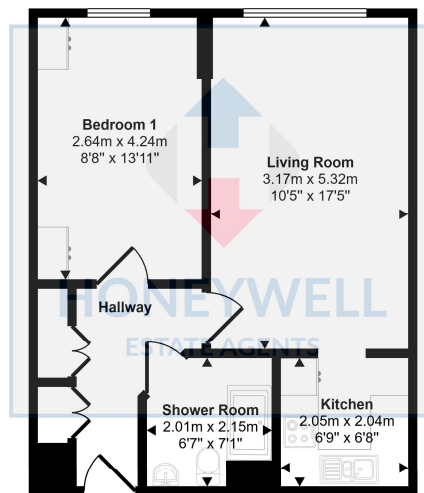 Bedroom 1
2.64m x 4.24m
8'8" x 13'11"
Living Room
3.17m x 5.32m
10'5" x 17'5"
HONEYWELL
ESTATE AGENTS
Hallway
Shower Room
2.01m x 2.15m
6'7" x 7'1"
Kitchen
2.05m x 2.04m
6'9" x 6'8"